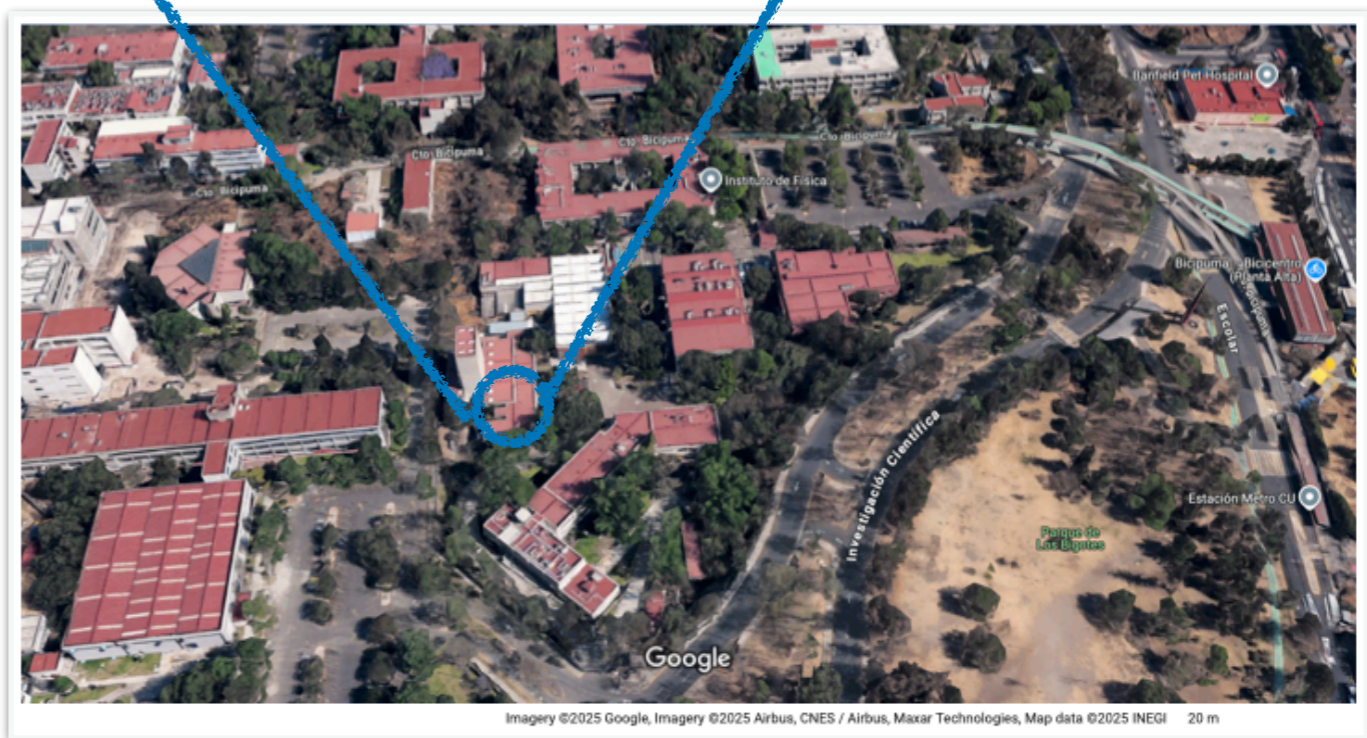 Banfield Pet Hospital
Cto. Bicipuma
Cto. Bicipuma
Cto. Bicipuma
Instituto de Física
Cto. Bicipuma
Bicipuma - Bicicentro
(Planta Alta)
Escolar
Investigación Científica
Estación Metro CU
Parque de
Los Bigotes
Google
Imagery ©2025 Google, Imagery ©2025 Airbus, CNES / Airbus, Maxar Technologies, Map data ©2025 INEGI 20 m